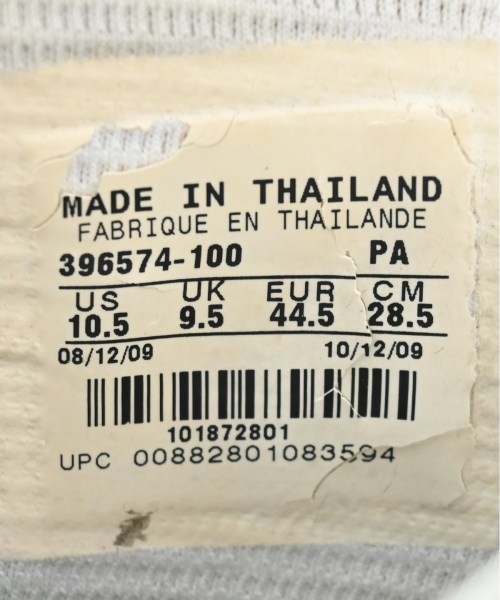 MADE IN THAILAND
FABRIQUE EN THAILANDE
396574-100 PA
US UK EUR CM
10.5 9.5 44.5 28.5
08/12/09 10/12/09
101872801
UPC 00882801083594